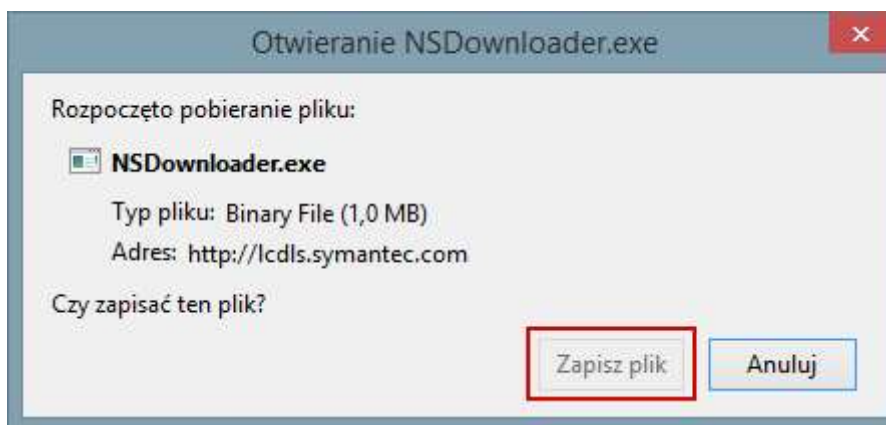 Otwieranie NSDownloader.exe
Rozpoczęto pobieranie pliku:
NSDownloader.exe
Typ pliku: Binary File (1,0 MB)
Adres: http://lcdls.symantec.com
Czy zapisać ten plik?
Zapisz plik Anuluj